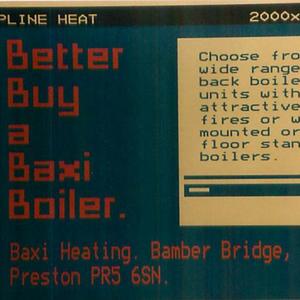 PLINE HEAT 2000x
Better
Buy
a
Baxi
Boiler.
Choose fro
wide range
back boile
units with
attractive
fires or w
mounted or
floor stan
boilers.
Baxi Heating. Bamber Bridge,
Preston PR5 6SN.